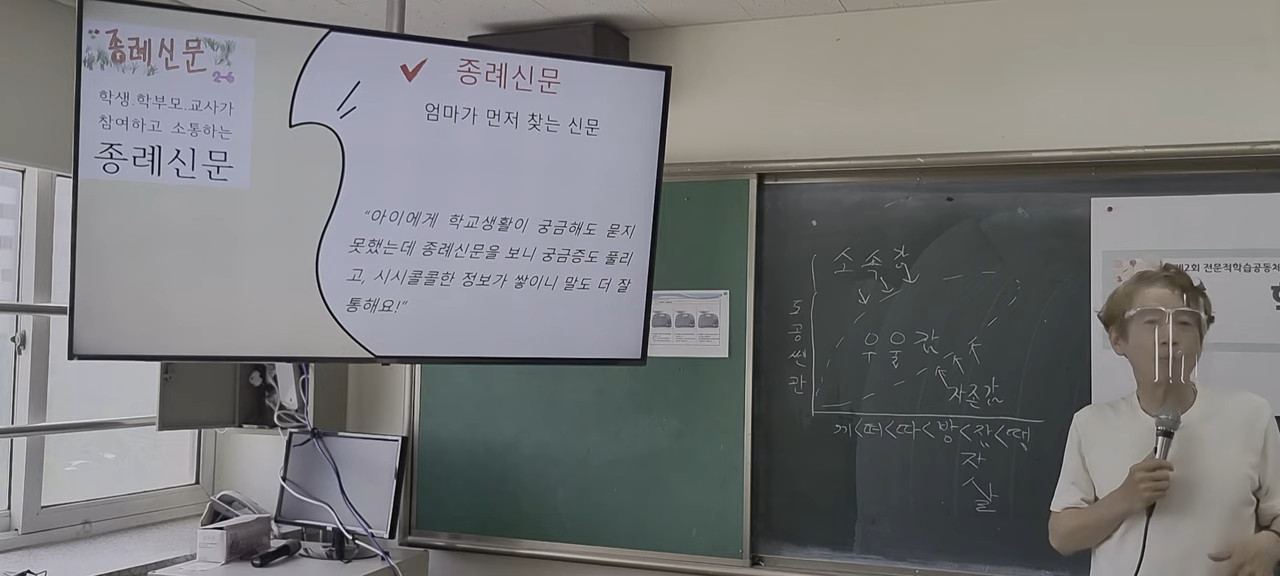 종례신문
2-6
학생.학부모.교사가
참여하고 소통하는
종례신문
종례신문
엄마가 먼저 찾는 신문
"아이에게 학교생활이 궁금해도 묻지
못했는데 종례신문을 보니 궁금증도 풀리
고, 시시콜콜한 정보가 쌓이니 말도 더 잘
통해요!"
소속감
우울감
자존감
도
공
쎈
관
끼<떠<따<방<잡<떡
자
살
제2회 전문적학습공동체